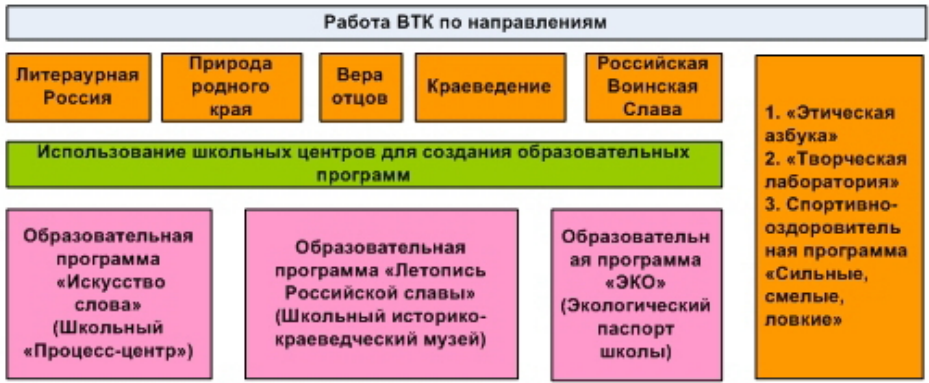 Работа ВТК по направлениям
Литераурная
Россия
Природа
родного
края
Вера
отцов
Краеведение
Российская
Воинская
Слава
Использование школьных центров для создания образовательных
программ
Образовательная
программа
«Искусство
слова»
(Школьный
«Процесс-центр»)
Образовательная
программа «Летопись
Российской славы»
(Школьный историко-
краеведческий музей)
Образовательн
ая программа
«ЭКО»
(Экологический
паспорт
школы)
1. «Этическая
азбука»
2. «Творческая
лаборатория»
3. Спортивно-
оздоровитель
ная программа
«Сильные,
смелые,
ловкие»